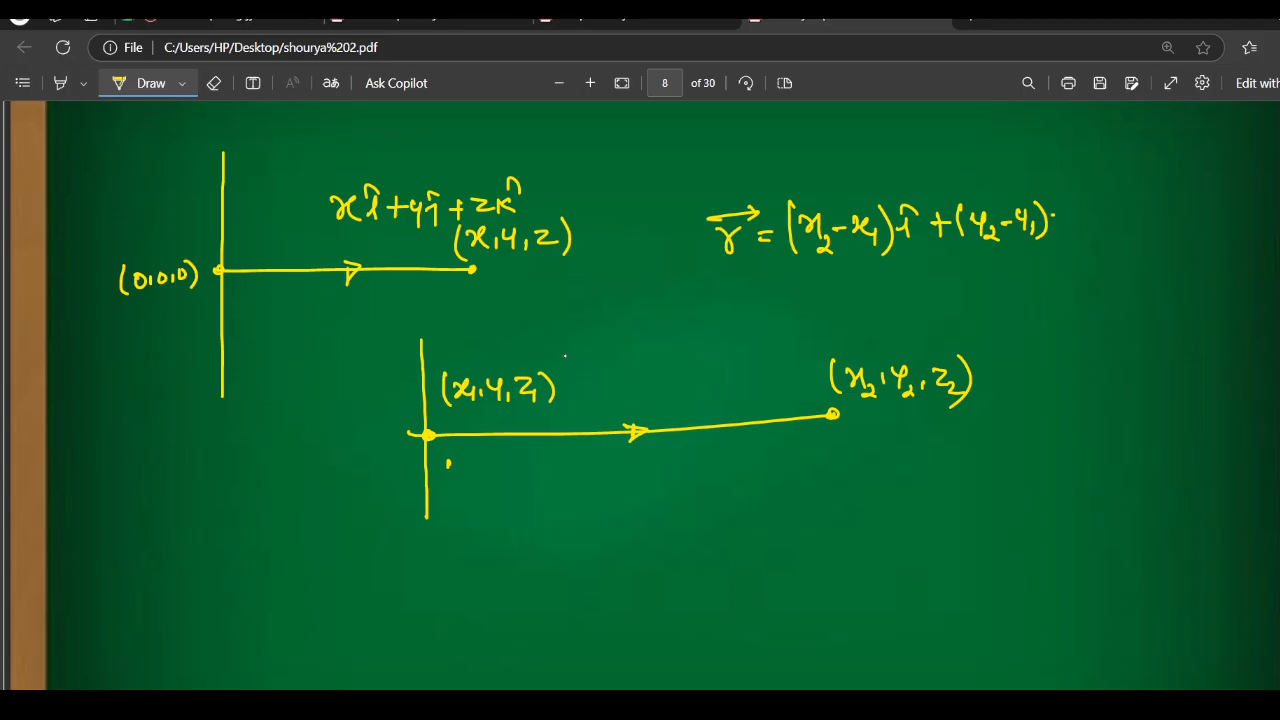 File C:/Users/HP/Desktop/shourya%202.pdf
Draw Ask Copilot 8 of 30 Edit with
xî+yĵ+zk̂
(x,y,z)
(0,0,0)
r⃗ = (x₂-x₁)î+(y₂-y₁)
(x₁,y,z₁)
(x₂,y₂,z₂)